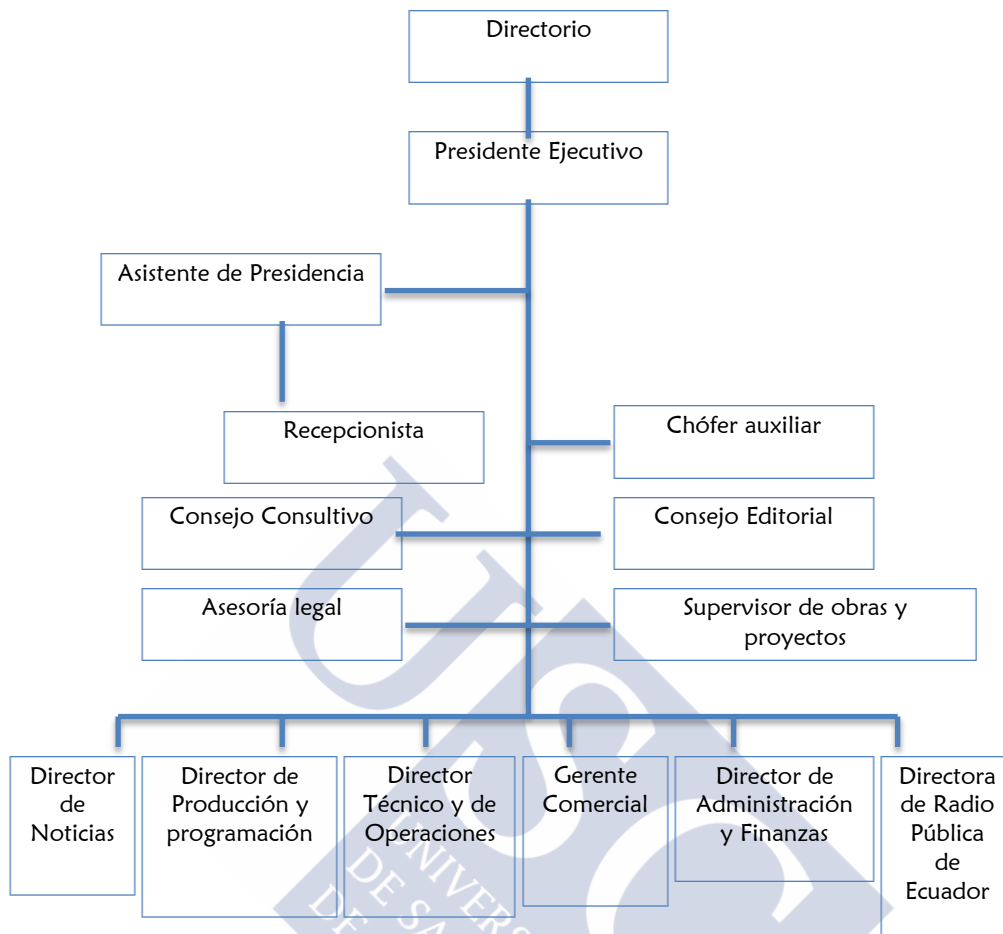 Directorio
Presidente Ejecutivo
Asistente de Presidencia
Recepcionista
Chófer auxiliar
Consejo Consultivo
Consejo Editorial
Asesoría legal
Supervisor de obras y
proyectos
Director
de
Noticias
Director de
Producción y
programación
Director
Técnico y de
Operaciones
Gerente
Comercial
Director de
Administración
y Finanzas
Directora
de Radio
Pública
de
Ecuador
USC
DE